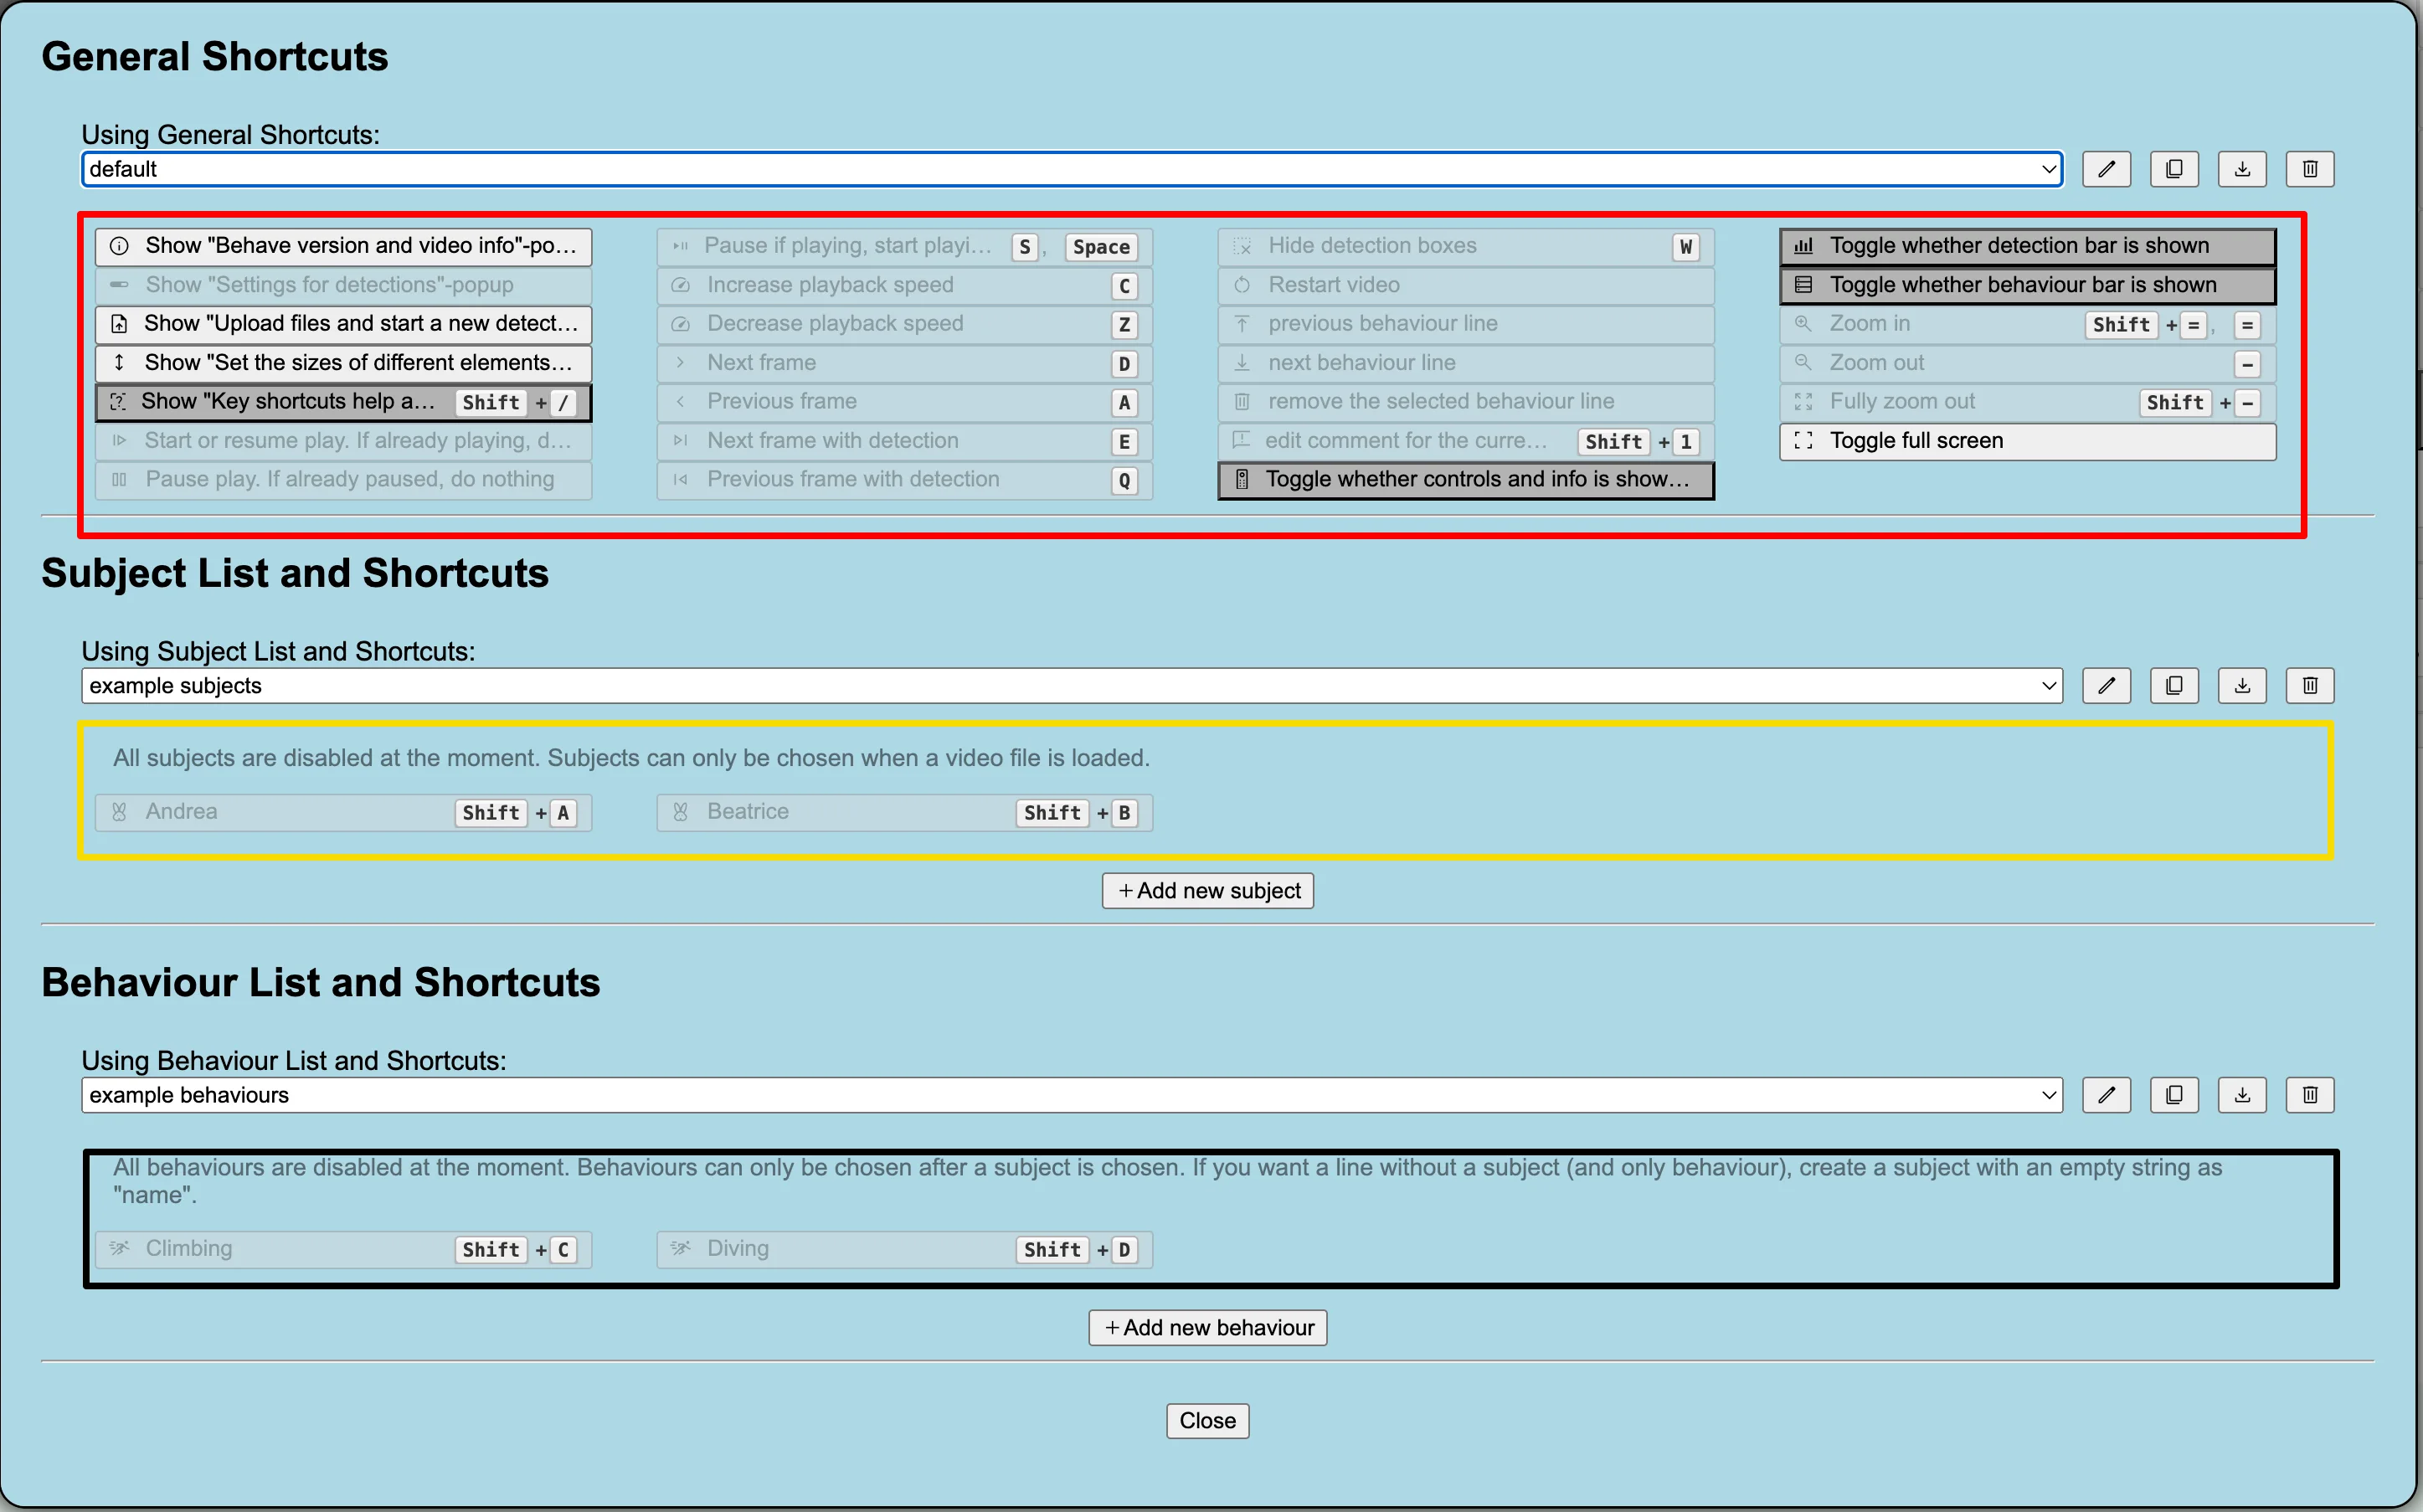 General Shortcuts
Using General Shortcuts:
default
Show "Behave version and video info"-po...
Show "Settings for detections"-popup
Show "Upload files and start a new detect...
Show "Set the sizes of different elements...
Show "Key shortcuts help a... Shift + /
Start or resume play. If already playing, d...
Pause play. If already paused, do nothing
Pause if playing, start playi... S, Space
Increase playback speed C
Decrease playback speed Z
Next frame D
Previous frame A
Next frame with detection E
Previous frame with detection Q
Hide detection boxes W
Restart video
previous behaviour line
next behaviour line
remove the selected behaviour line
edit comment for the curre... Shift + 1
Toggle whether controls and info is show...
Toggle whether detection bar is shown
Toggle whether behaviour bar is shown
Zoom in Shift + =, =
Zoom out −
Fully zoom out Shift + −
Toggle full screen
Subject List and Shortcuts
Using Subject List and Shortcuts:
example subjects
All subjects are disabled at the moment. Subjects can only be chosen when a video file is loaded.
Andrea Shift + A
Beatrice Shift + B
+ Add new subject
Behaviour List and Shortcuts
Using Behaviour List and Shortcuts:
example behaviours
All behaviours are disabled at the moment. Behaviours can only be chosen after a subject is chosen. If you want a line without a subject (and only behaviour), create a subject with an empty string as
"name".
Climbing Shift + C
Diving Shift + D
+ Add new behaviour
Close